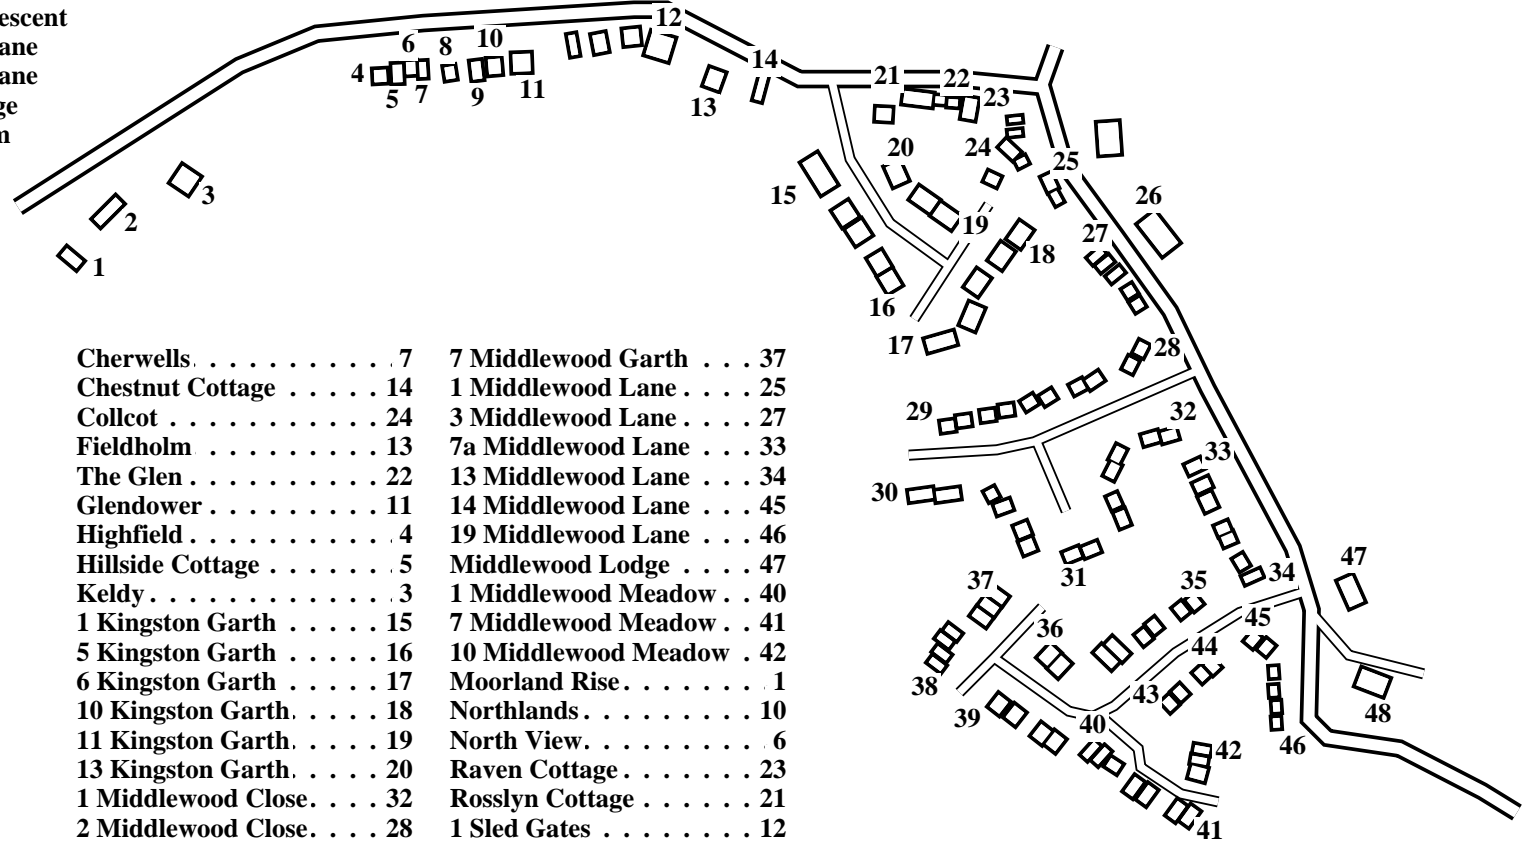 escent
ane
ane
ge
n
12
6
8
10
4
5
7
9
11
14
13
21
22
23
20
24
25
15
19
26
18
27
16
17
28
29
32
33
30
31
34
47
37
35
45
36
44
38
39
43
40
48
42
46
41
1
2
3
Cherwells . . . . . . . . . . . 7
Chestnut Cottage . . . . . 14
Collcot . . . . . . . . . . . . 24
Fieldholm . . . . . . . . . . 13
The Glen . . . . . . . . . . . 22
Glendower . . . . . . . . . . 11
Highfield . . . . . . . . . . . 4
Hillside Cottage . . . . . . . 5
Keldy . . . . . . . . . . . . . 3
1 Kingston Garth . . . . . 15
5 Kingston Garth . . . . . 16
6 Kingston Garth . . . . . 17
10 Kingston Garth . . . . . 18
11 Kingston Garth . . . . . 19
13 Kingston Garth . . . . . 20
1 Middlewood Close . . . . 32
2 Middlewood Close . . . . 28
7 Middlewood Garth . . . 37
1 Middlewood Lane . . . . 25
3 Middlewood Lane . . . . 27
7a Middlewood Lane . . . 33
13 Middlewood Lane . . . 34
14 Middlewood Lane . . . 45
19 Middlewood Lane . . . 46
Middlewood Lodge . . . . 47
1 Middlewood Meadow . . 40
7 Middlewood Meadow . . 41
10 Middlewood Meadow . 42
Moorland Rise . . . . . . . 1
Northlands . . . . . . . . . 10
North View . . . . . . . . . 6
Raven Cottage . . . . . . . 23
Rosslyn Cottage . . . . . . 21
1 Sled Gates . . . . . . . . 12